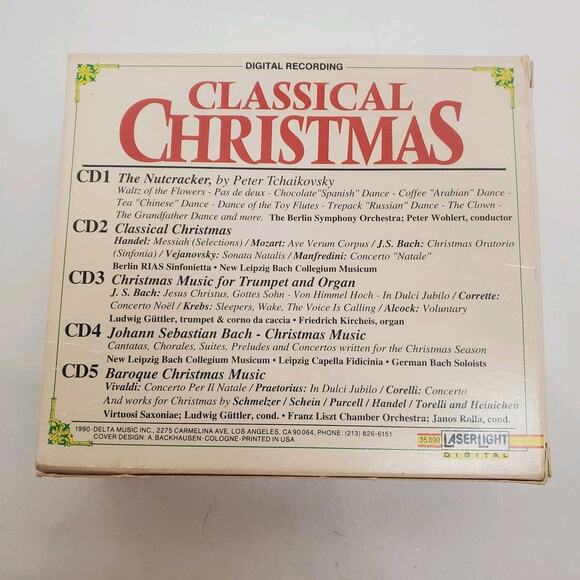 DIGITAL RECORDING
CLASSICAL
CHRISTMAS
CD1 The Nutcracker, by Peter Tchaikovsky
Waltz of the Flowers - Pas de deux - Chocolate"Spanish" Dance - Coffee "Arabian" Dance -
Tea "Chinese" Dance - Dance of the Toy Flutes - Trepack "Russian" Dance - The Clown -
The Grandfather Dance and more. The Berlin Symphony Orchestra; Peter Wohlert, conductor
CD2 Classical Christmas
Handel: Messiah (Selections) / Mozart: Ave Verum Corpus / J.S. Bach: Christmas Oratorio
(Sinfonia) / Vejanovsky: Sonata Natalis / Manfredini: Concerto "Natale"
Berlin RIAS Sinfonietta • New Leipzig Bach Collegium Musicum
CD3 Christmas Music for Trumpet and Organ
J. S. Bach: Jesus Christus, Gottes Sohn - Von Himmel Hoch - In Dulci Jubilo / Corrette:
Concerto Noël / Krebs: Sleepers, Wake, The Voice Is Calling / Alcock: Voluntary
Ludwig Güttler, trumpet & corno da caccia • Friedrich Kircheis, organ
CD4 Johann Sebastian Bach - Christmas Music
Cantatas, Chorales, Suites, Preludes and Concertos written for the Christmas Season
New Leipzig Bach Collegium Musicum • Leipzig Capella Fidicinia • German Bach Soloists
CD5 Baroque Christmas Music
Vivaldi: Concerto Per Il Natale / Praetorius: In Dulci Jubilo / Corelli: Concerto
And works for Christmas by Schmelzer / Schein / Purcell / Handel / Torelli and Heinichen
Virtuosi Saxoniae; Ludwig Güttler, cond. • Franz Liszt Chamber Orchestra; Janos Rolla, cond.
1990 · DELTA MUSIC INC., 2275 CARMELINA AVE, LOS ANGELES, CA 90064, PHONE: (213) 826-6151
COVER DESIGN: A. BACKHAUSEN · COLOGNE · PRINTED IN USA
35 890
LASERLIGHT
DIGITAL